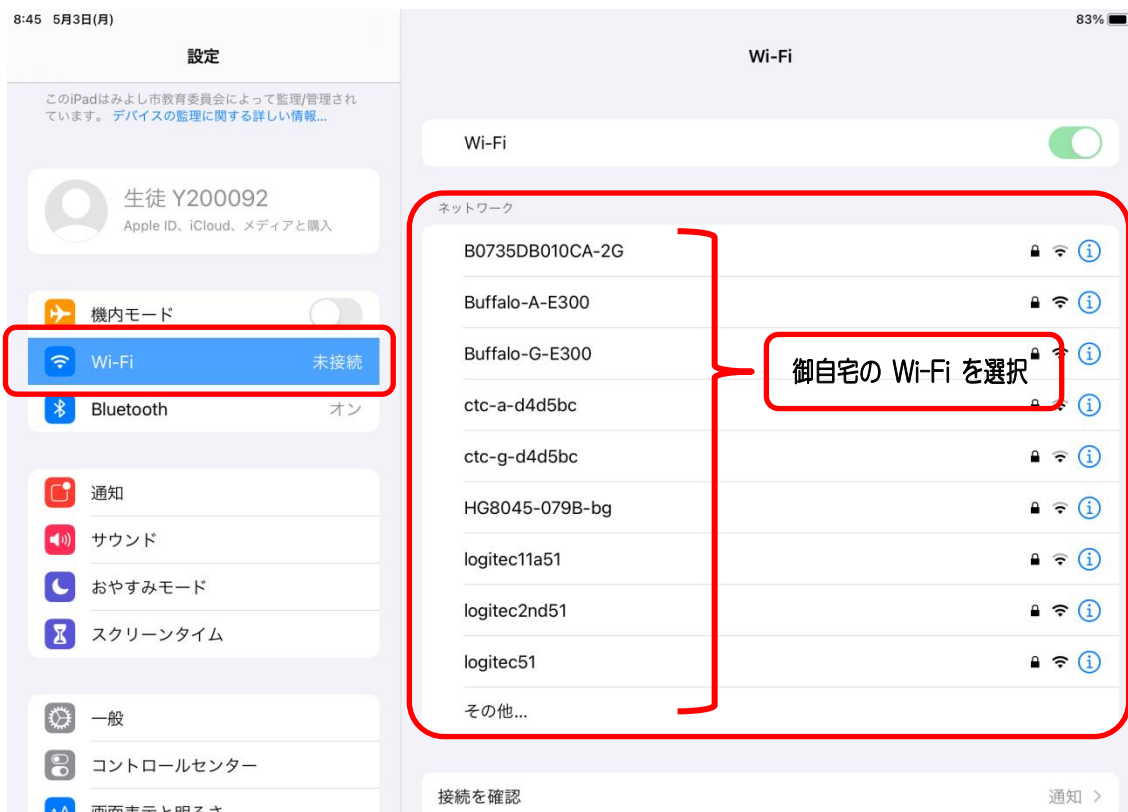 8:45 5月3日(月)
83%
設定
Wi-Fi
このiPadはみよし市教育委員会によって監理/管理され
ています。デバイスの監理に関する詳しい情報...
Wi-Fi
生徒 Y200092
Apple ID、iCloud、メディアと購入
ネットワーク
B0735DB010CA-2G
Buffalo-A-E300
機内モード
Buffalo-G-E300
御自宅の Wi-Fi を選択
Wi-Fi 未接続
ctc-a-d4d5bc
Bluetooth オン
ctc-g-d4d5bc
通知
HG8045-079B-bg
サウンド
logitec11a51
おやすみモード
logitec2nd51
スクリーンタイム
logitec51
その他...
一般
コントロールセンター
接続を確認 通知
画面表示と明るさ